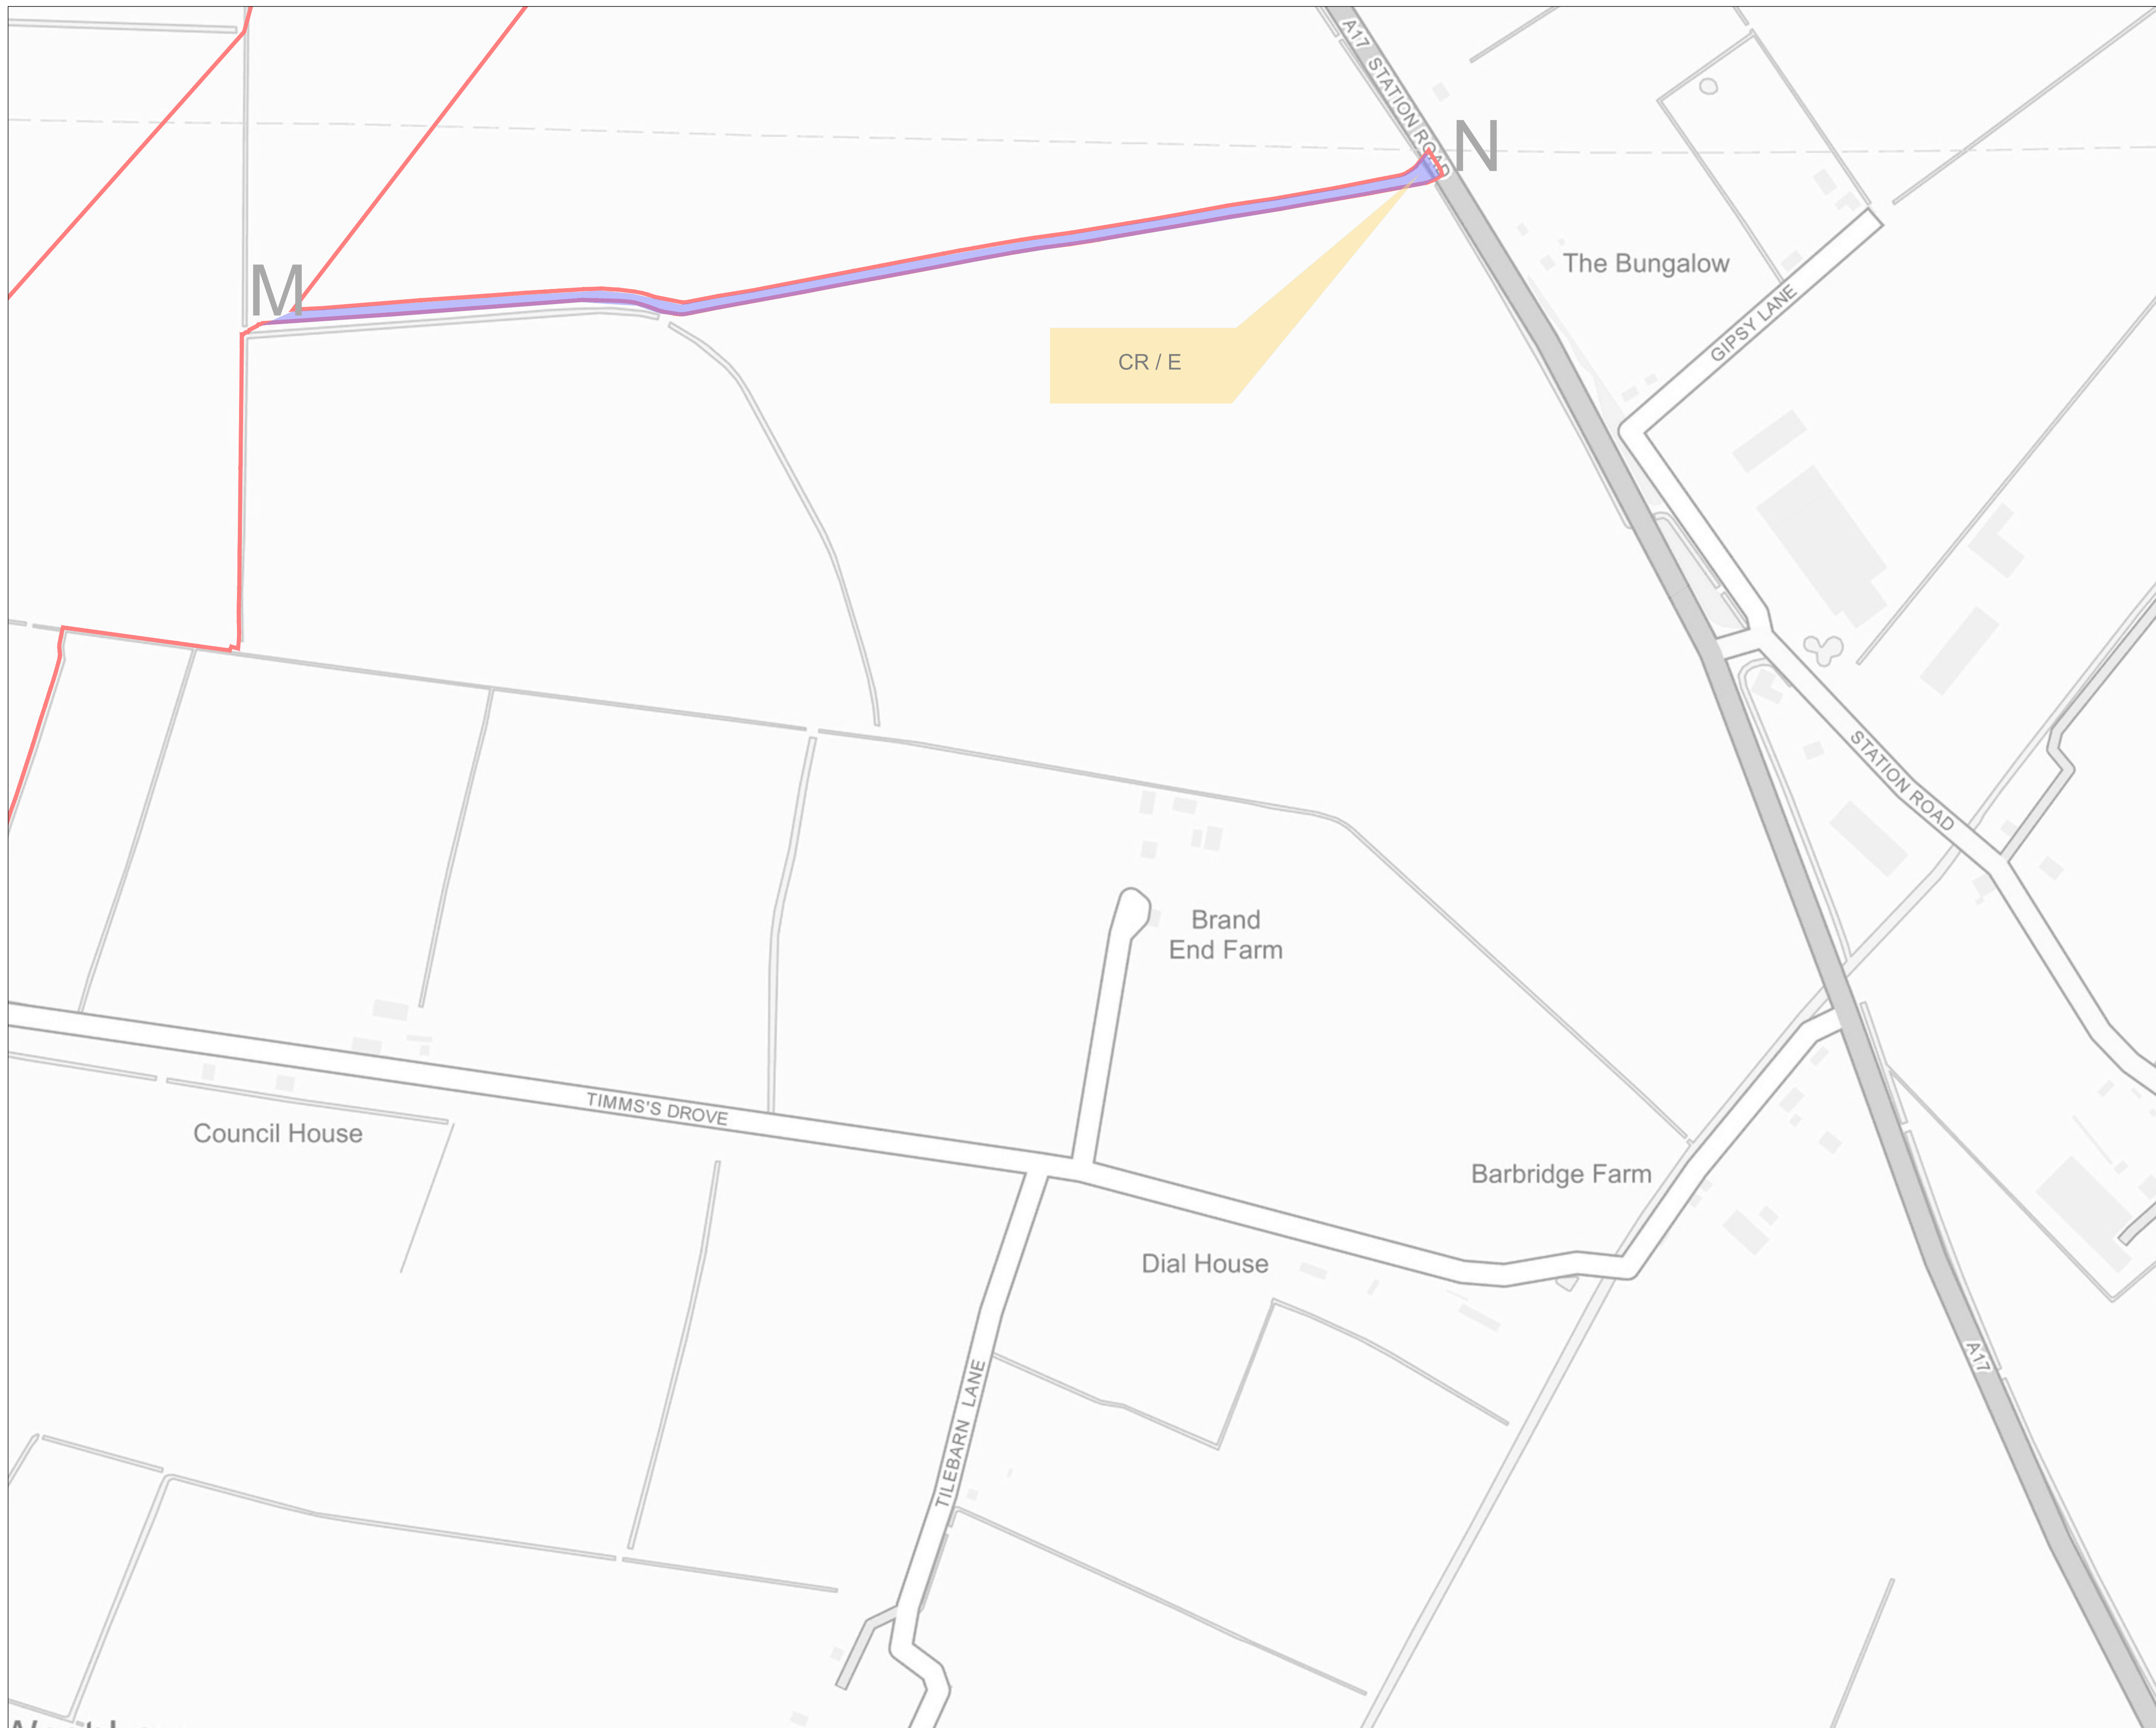 A17 STATION ROAD
N
M
The Bungalow
GIPSY LANE
CR / E
STATION ROAD
Brand
End Farm
TIMMS'S DROVE
Council House
Barbridge Farm
Dial House
A17
TILEBARN LANE